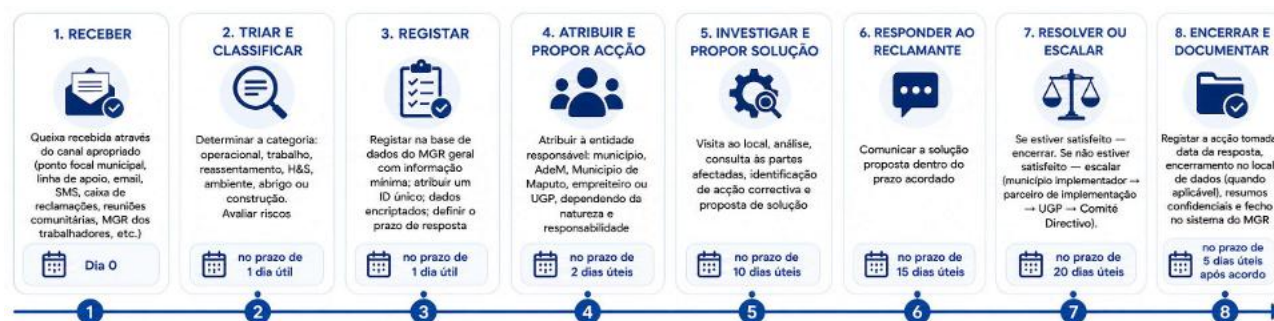 1. RECEBER
Queixa recebida através
do canal apropriado
(ponto focal municipal,
linha de apoio, email,
SMS, caixa de
reclamações, reuniões
comunitárias, MGR dos
trabalhadores, etc.)
Dia 0
1
2. TRIAR E
CLASSIFICAR
Determinar a categoria:
operacional, trabalho,
reassentamento, H&S,
ambiente, abrigo ou
construção.
Avaliar riscos
no prazo de
1 dia útil
2
3. REGISTAR
Registar na base de
dados do MGR geral
com informação
mínima; atribuir um
ID único; dados
encriptados; definir o
prazo de resposta
no prazo de
1 dia útil
3
4. ATRIBUIR E
PROPOR ACÇÃO
Atribuir à entidade
responsável: município,
AdeM, Municipio de
Maputo, empreiteiro ou
UGP, dependendo da
natureza e
responsabilidade
no prazo de
2 dias úteis
4
5. INVESTIGAR E
PROPOR SOLUÇÃO
Visita ao local, análise,
consulta às partes
afectadas, identificação
de acção correctiva e
proposta de solução
no prazo de
10 dias úteis
5
6. RESPONDER AO
RECLAMANTE
Comunicar a solução
proposta dentro do
prazo acordado
no prazo de
15 dias úteis
6
7. RESOLVER OU
ESCALAR
Se estiver satisfeito —
encerrar. Se não estiver
satisfeito — escalar
(município implementador →
parceiro de implementação
→ UGP → Comité
Directivo).
no prazo de
20 dias úteis
7
8. ENCERRAR E
DOCUMENTAR
Registar a acção tomada,
data da resposta,
encerramento no local
de dados (quando
aplicável), resumos
confidenciais e fecho
no sistema do MGR
no prazo de
5 dias úteis
após acordo
8